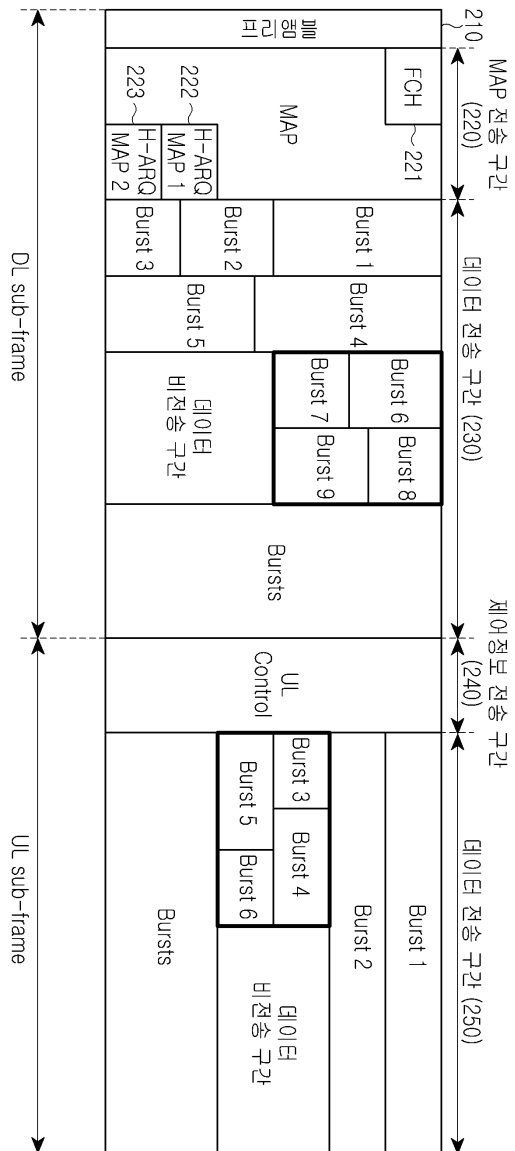 MAP 전송 구간
(220)
데이터 전송 구간 (230)
제어정보 전송 구간
(240)
데이터 전송 구간 (250)
210
프리앰블
FCH
221
MAP
222
H-ARQ
MAP 1
223
H-ARQ
MAP 2
Burst 1
Burst 2
Burst 3
Burst 4
Burst 5
Burst 6
Burst 7
Burst 8
Burst 9
데이터
비전송 구간
Bursts
UL
Control
Burst 1
Burst 2
Burst 3
Burst 4
Burst 5
Burst 6
데이터
비전송 구간
Bursts
DL sub-frame
UL sub-frame